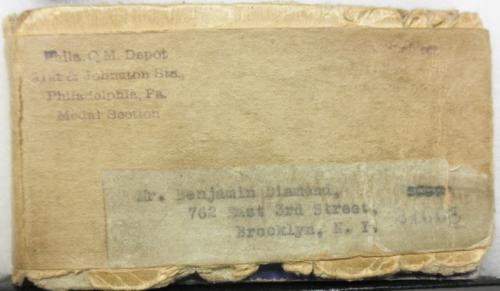 Phila. Q. M. Depot
21st & Johnston Sts.,
Philadelphia, Pa.
Medal Section
Mr. Benjamin Diamond,
762 East 3rd Street,
Brooklyn, N. Y.